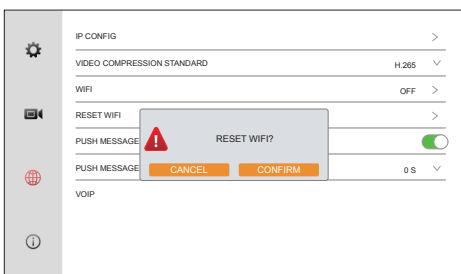 IP CONFIG
VIDEO COMPRESSION STANDARD H.265
WIFI OFF
RESET WIFI
PUSH MESSAGE
RESET WIFI?
PUSH MESSAGE 0 S
CANCEL CONFIRM
VOIP